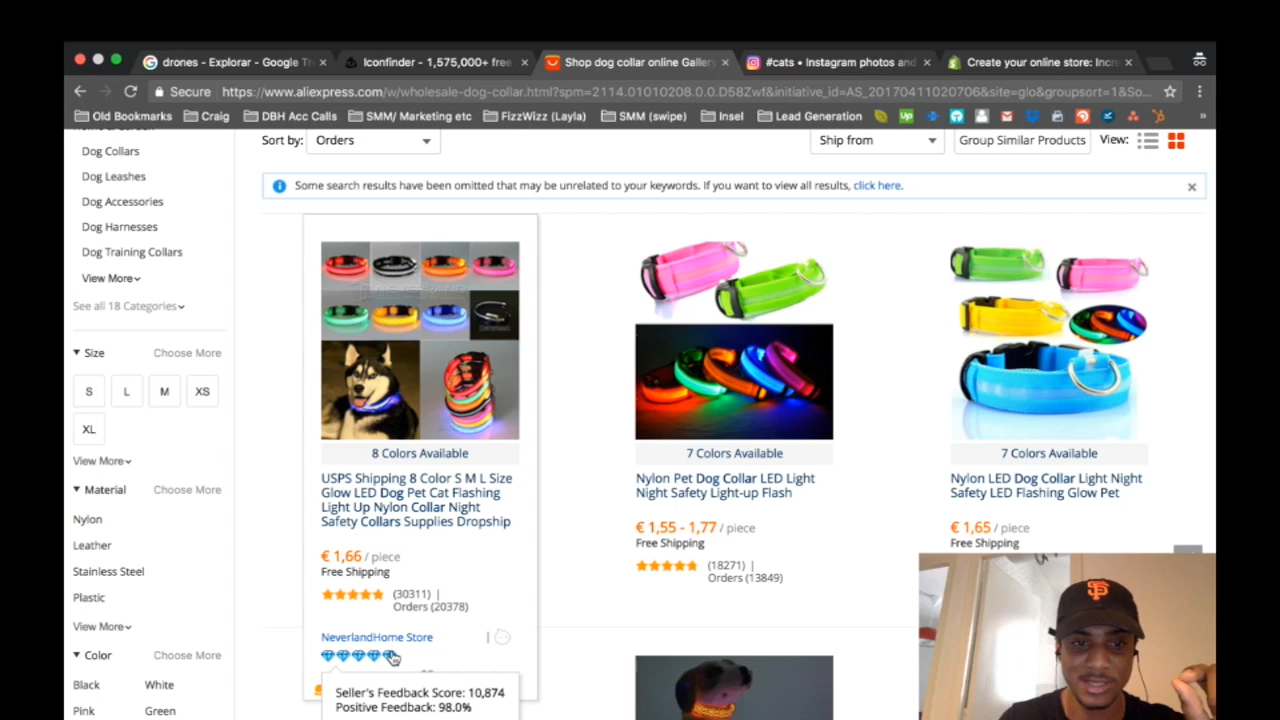 drones - Explorar - Google Tr
Iconfinder - 1,575,000+ free
Shop dog collar online Gallery
#cats • Instagram photos and
Create your online store: Incre
Secure
https://www.aliexpress.com/w/wholesale-dog-collar.html?spm=2114.01010208.0.0.D58Zwf&initiative_id=AS_20170411020706&site=glo&groupsort=1&So...
Old Bookmarks
Craig
DBH Acc Calls
SMM/ Marketing etc
FizzWizz (Layla)
SMM (swipe)
Insel
Lead Generation
Up
»
Dog Collars
Dog Leashes
Dog Accessories
Dog Harnesses
Dog Training Collars
View More
See all 18 Categories
Size Choose More
S L M XS
XL
View More
Material Choose More
Nylon
Leather
Stainless Steel
Plastic
View More
Color Choose More
Black White
Pink Green
Sort by: Orders
Ship from
Group Similar Products
View:
Some search results have been omitted that may be unrelated to your keywords. If you want to view all results, click here.
8 Colors Available
USPS Shipping 8 Color S M L Size
Glow LED Dog Pet Cat Flashing
Light Up Nylon Collar Night
Safety Collars Supplies Dropship
€ 1,66 / piece
Free Shipping
(30311) |
Orders (20378)
NeverlandHome Store
Seller's Feedback Score: 10,874
Positive Feedback: 98.0%
7 Colors Available
Nylon Pet Dog Collar LED Light
Night Safety Light-up Flash
€ 1,55 - 1,77 / piece
Free Shipping
(18271) |
Orders (13849)
7 Colors Available
Nylon LED Dog Collar Light Night
Safety LED Flashing Glow Pet
€ 1,65 / piece
Free Shipping
SF